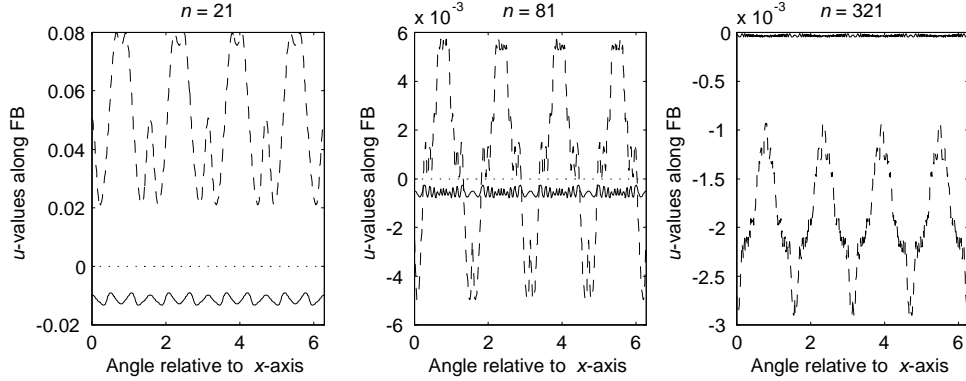 n = 21
u-values along FB
0.08
0.06
0.04
0.02
0
-0.02
0 2 4 6
Angle relative to x-axis
x 10⁻³
n = 81
u-values along FB
6
4
2
0
-2
-4
-6
0 2 4 6
Angle relative to x-axis
x 10⁻³
n = 321
u-values along FB
0
-0.5
-1
-1.5
-2
-2.5
-3
0 2 4 6
Angle relative to x-axis